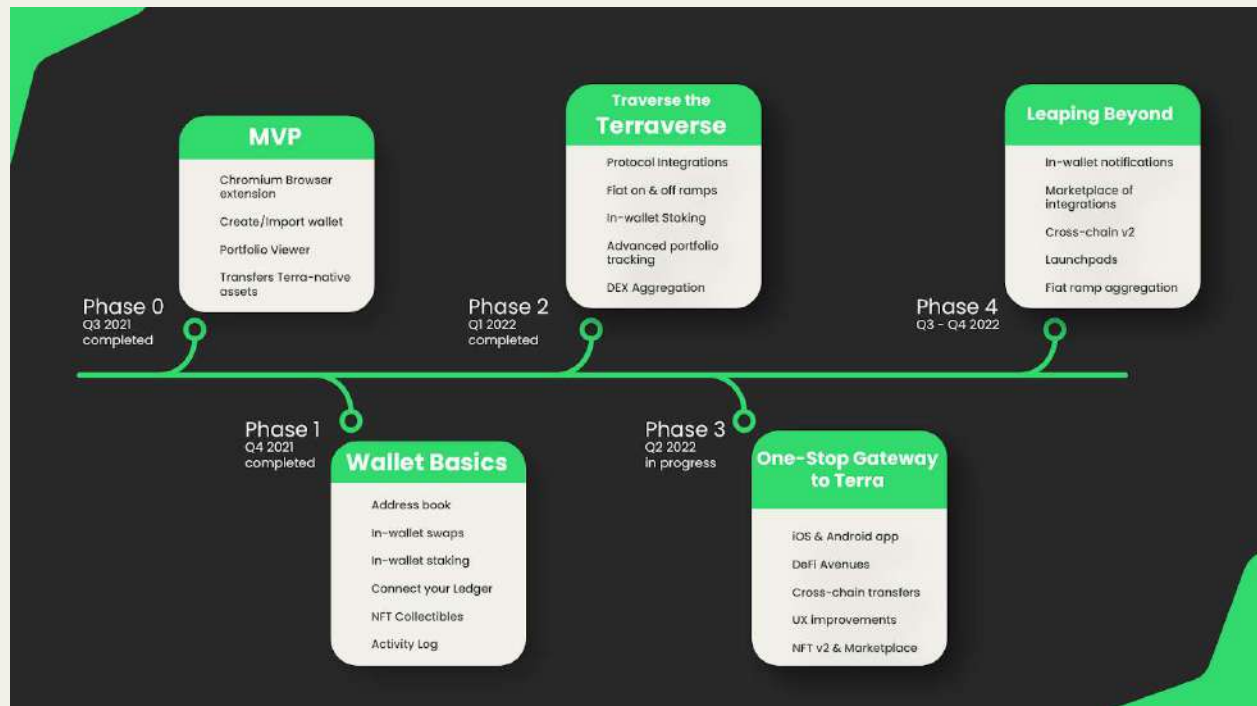 MVP
Chromium Browser
extension
Create/Import wallet
Portfolio Viewer
Transfers Terra-native
assets
Phase 0
Q3 2021
completed
Phase 1
Q4 2021
completed
Wallet Basics
Address book
In-wallet swaps
In-wallet staking
Connect your Ledger
NFT Collectibles
Activity Log
Traverse the
Terraverse
Protocol Integrations
Fiat on & off ramps
In-wallet Staking
Advanced portfolio
tracking
DEX Aggregation
Phase 2
Q1 2022
completed
Phase 3
Q2 2022
in progress
One-Stop Gateway
to Terra
iOS & Android app
DeFi Avenues
Cross-chain transfers
UX improvements
NFT v2 & Marketplace
Leaping Beyond
In-wallet notifications
Marketplace of
integrations
Cross-chain v2
Launchpads
Fiat ramp aggregation
Phase 4
Q3 - Q4 2022